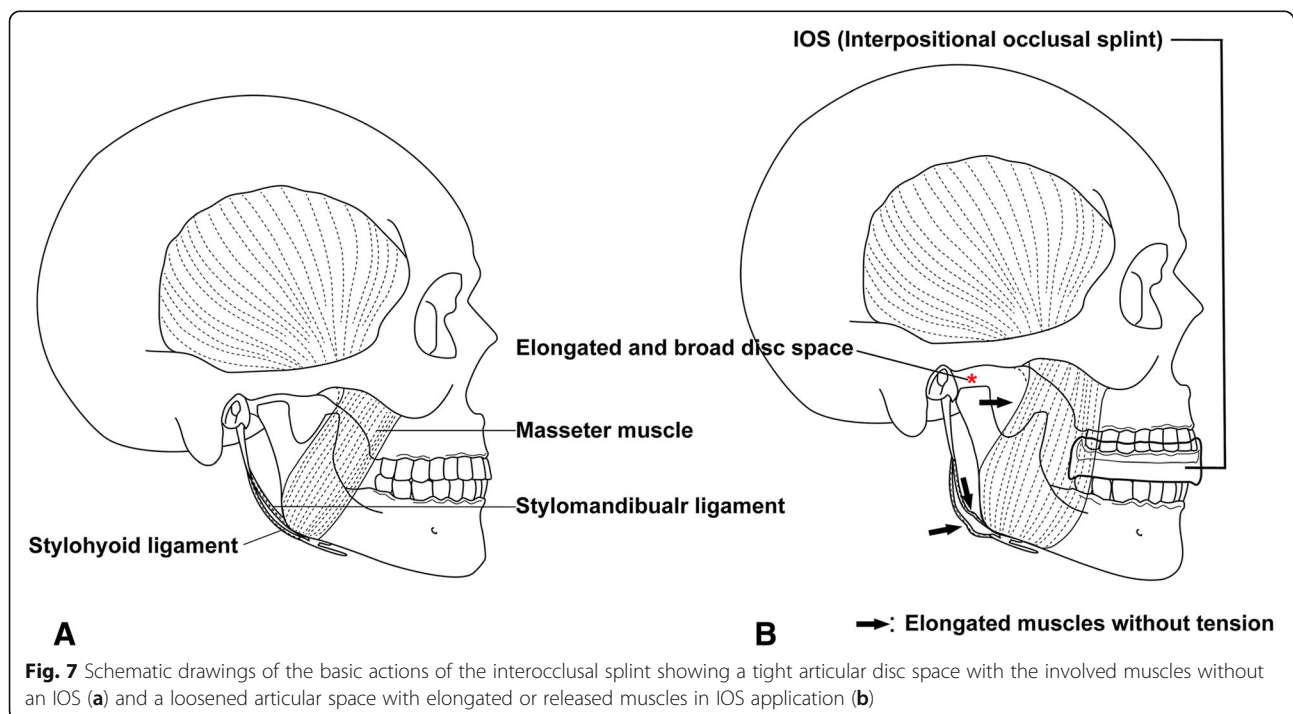 IOS (Interpositional occlusal splint)
Elongated and broad disc space
*
Masseter muscle
Stylomandibualr ligament
Stylohyoid ligament
A
B
: Elongated muscles without tension
Fig. 7 Schematic drawings of the basic actions of the interocclusal splint showing a tight articular disc space with the involved muscles without
an IOS (a) and a loosened articular space with elongated or released muscles in IOS application (b)